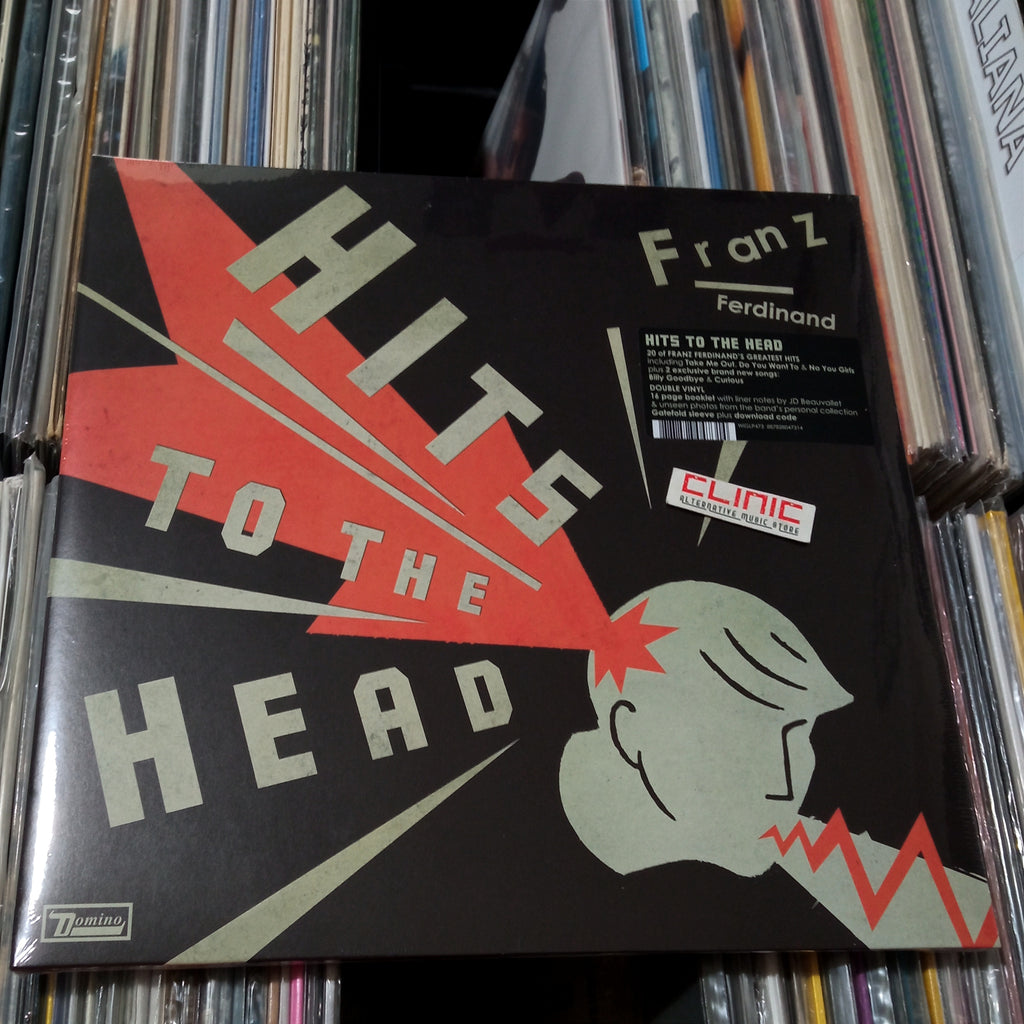 ALIANA
HITS
TO THE
HEAD
Franz
Ferdinand
HITS TO THE HEAD
20 of FRANZ FERDINAND'S GREATEST HITS
including Take Me Out, Do You Want To & No You Girls
plus 2 exclusive brand new songs:
Billy Goodbye & Curious
DOUBLE VINYL
16 page booklet with liner notes by JD Beauvallet
& unseen photos from the band's personal collection
Gatefold sleeve plus download code
WIGLP473
CLINIC
ALTERNATIVE MUSIC STORE
Domino